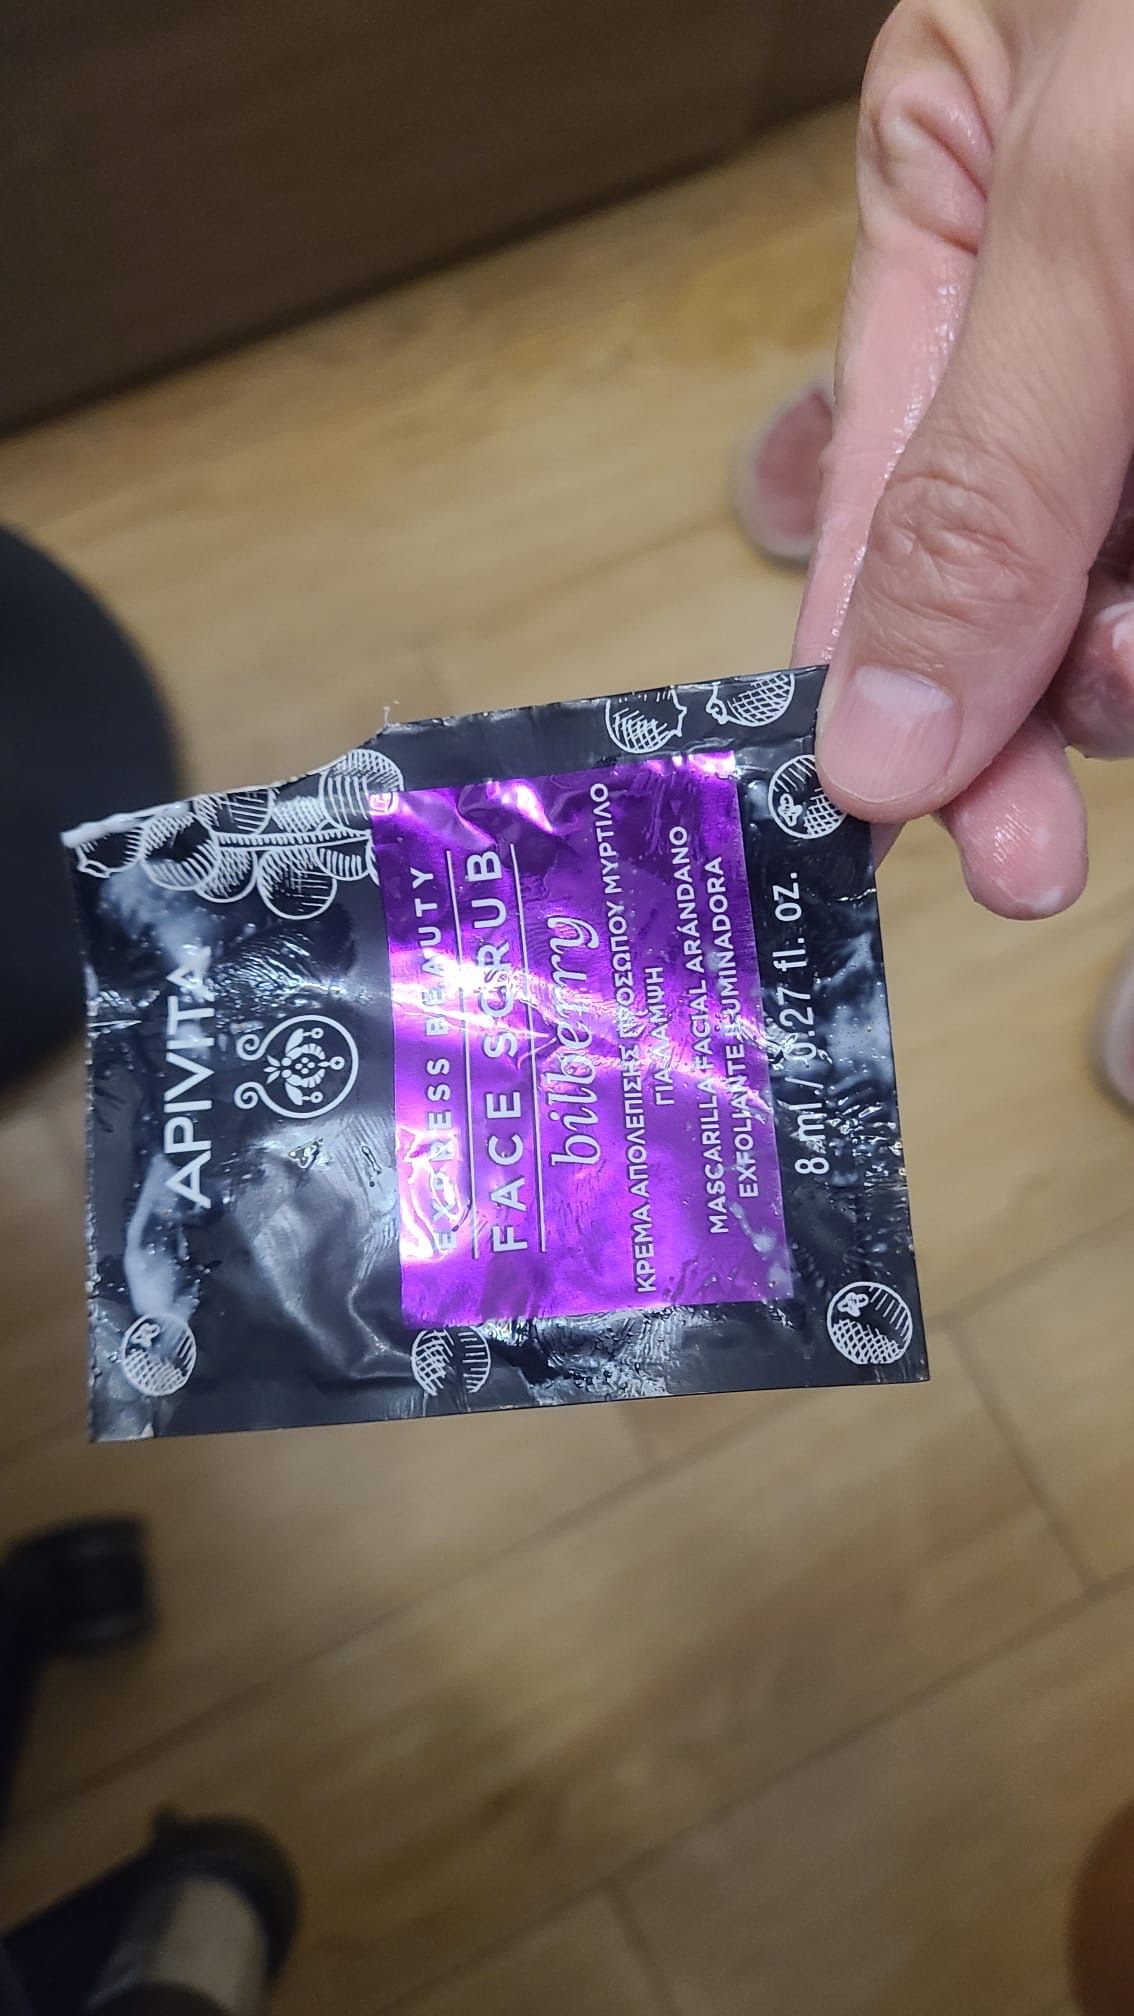 APIVITA
EXPRESS BEAUTY
FACE SCRUB
bilberry
ΚΡΕΜΑ ΑΠΟΛΕΠΙΣΗΣ ΠΡΟΣΩΠΟΥ ΜΥΡΤΙΛΟ
ΓΙΑ ΛΑΜΨΗ
MASCARILLA FACIAL ARÁNDANO
EXFOLIANTE ILUMINADORA
8 ml / 0.27 fl. oz.